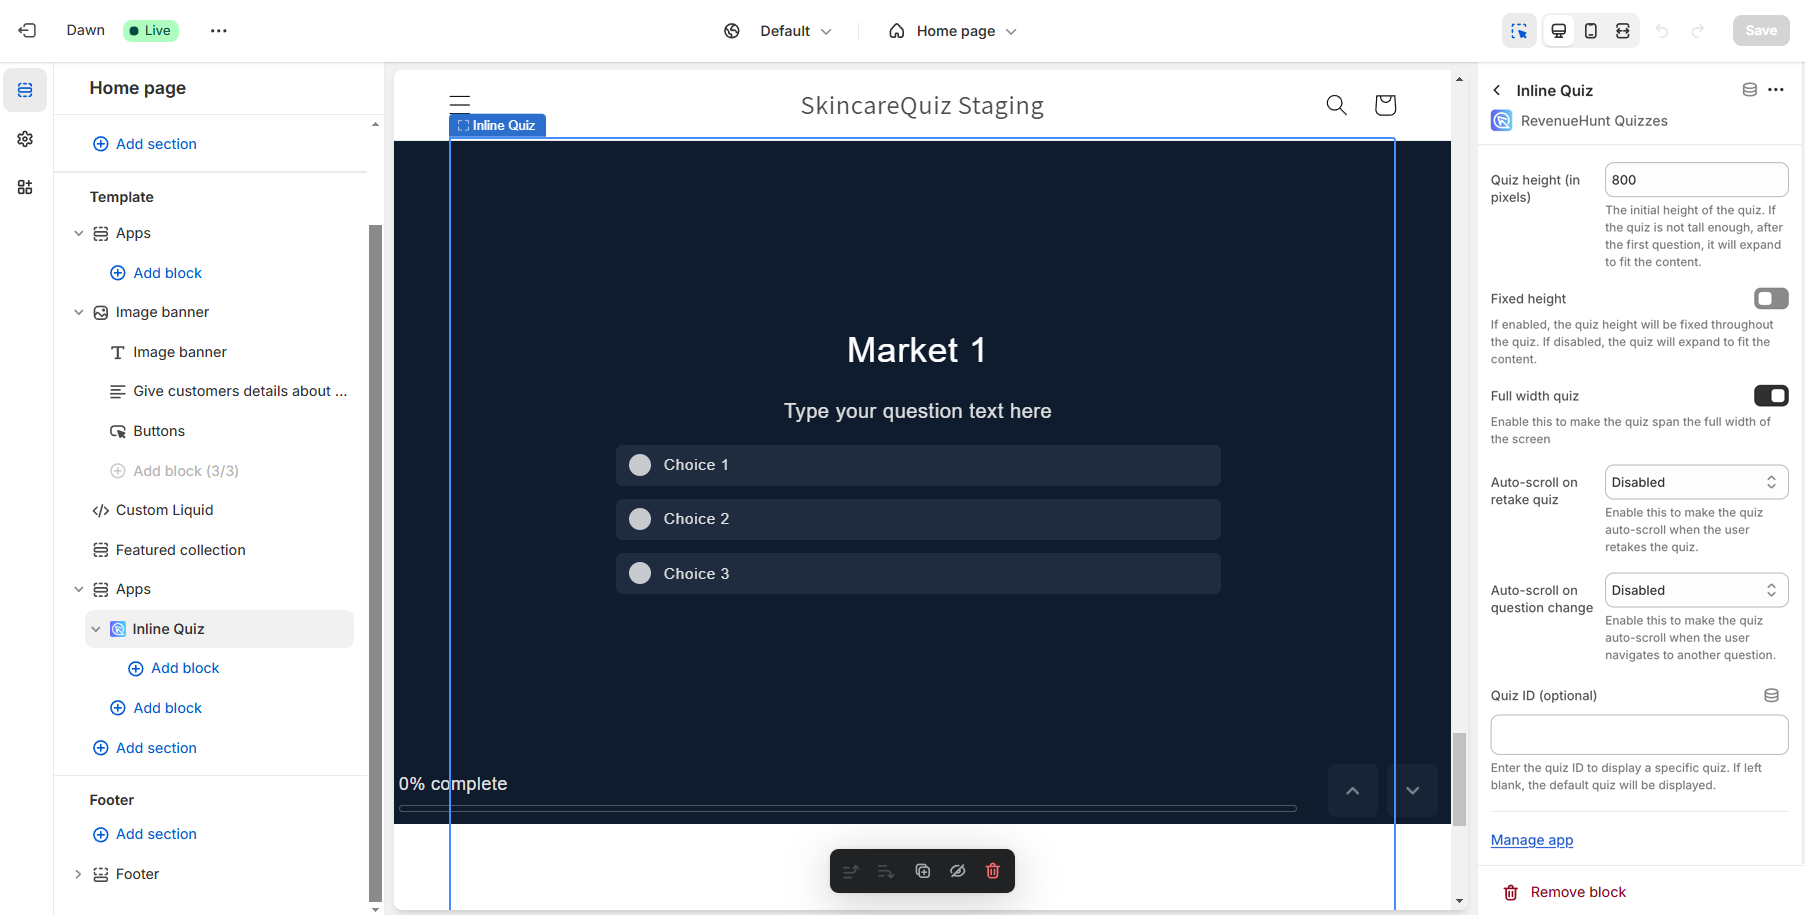 Dawn
Live
Default
Home page
Save
Home page
Add section
Template
Apps
Add block
Image banner
Image banner
Give customers details about ...
Buttons
Add block (3/3)
Custom Liquid
Featured collection
Apps
Inline Quiz
Add block
Add block
Add section
Footer
Add section
Footer
SkincareQuiz Staging
Inline Quiz
Market 1
Type your question text here
Choice 1
Choice 2
Choice 3
0% complete
Inline Quiz
RevenueHunt Quizzes
Quiz height (in
pixels)
800
The initial height of the quiz. If
the quiz is not tall enough, after
the first question, it will expand
to fit the content.
Fixed height
If enabled, the quiz height will be fixed throughout
the quiz. If disabled, the quiz will expand to fit the
content.
Full width quiz
Enable this to make the quiz span the full width of
the screen
Auto-scroll on
retake quiz
Disabled
Enable this to make the quiz
auto-scroll when the user
retakes the quiz.
Auto-scroll on
question change
Disabled
Enable this to make the quiz
auto-scroll when the user
navigates to another question.
Quiz ID (optional)
Enter the quiz ID to display a specific quiz. If left
blank, the default quiz will be displayed.
Manage app
Remove block